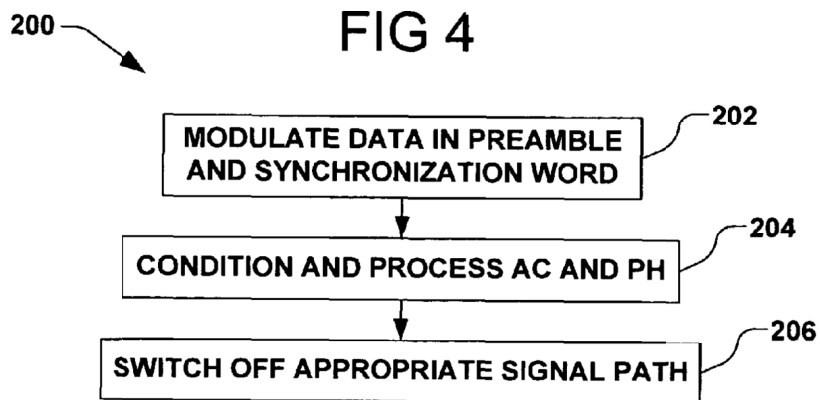 FIG 4
200
MODULATE DATA IN PREAMBLE
AND SYNCHRONIZATION WORD
202
CONDITION AND PROCESS AC AND PH
204
SWITCH OFF APPROPRIATE SIGNAL PATH
206